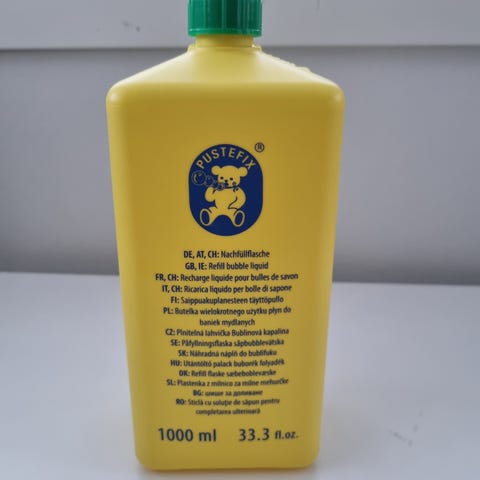 PUSTEFIX ®
DE, AT, CH: Nachfüllflasche
GB, IE: Refill bubble liquid
FR, CH: Recharge liquide pour bulles de savon
IT, CH: Ricarica liquido per bolle di sapone
FI: Saippuakuplanesteen täyttöpullo
PL: Butelka wielokrotnego użytku płyn do
baniek mydlanych
CZ: Plnitelná lahvička Bublinová kapalina
SE: Påfyllningsflaska såpbubblevätska
SK: Náhradná náplň do bublifuku
HU: Utántöltő palack buborék folyadék
DK: Refill flaske sæbeboblevæske
SL: Plastenka z milnico za milne mehurčke
BG: шише за доливане
RO: Sticlă cu soluție de săpun pentru
completarea ulterioară
1000 ml 33.3 fl.oz.